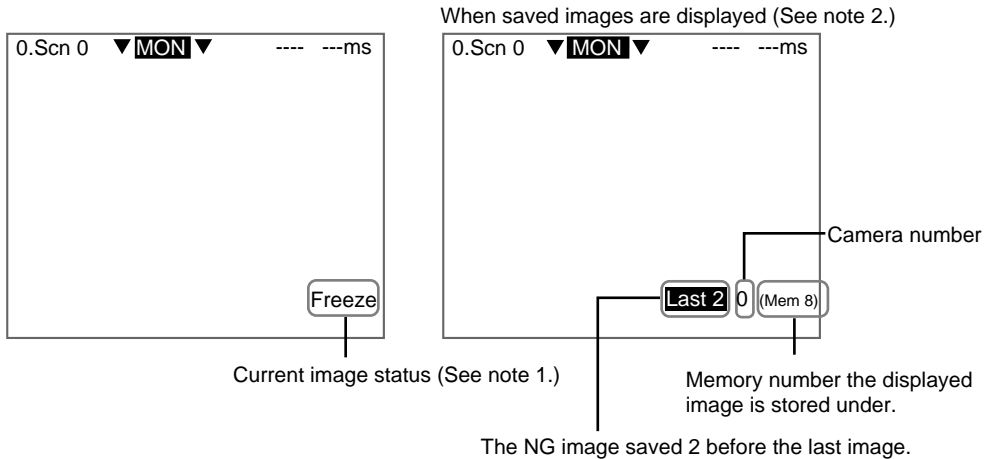 When saved images are displayed (See note 2.)
0.Scn 0 ▼ MON ▼ ---- ---ms
0.Scn 0 ▼ MON ▼ ---- ---ms
Camera number
Freeze
Last 2 0 (Mem 8)
Current image status (See note 1.)
Memory number the displayed
image is stored under.
The NG image saved 2 before the last image.